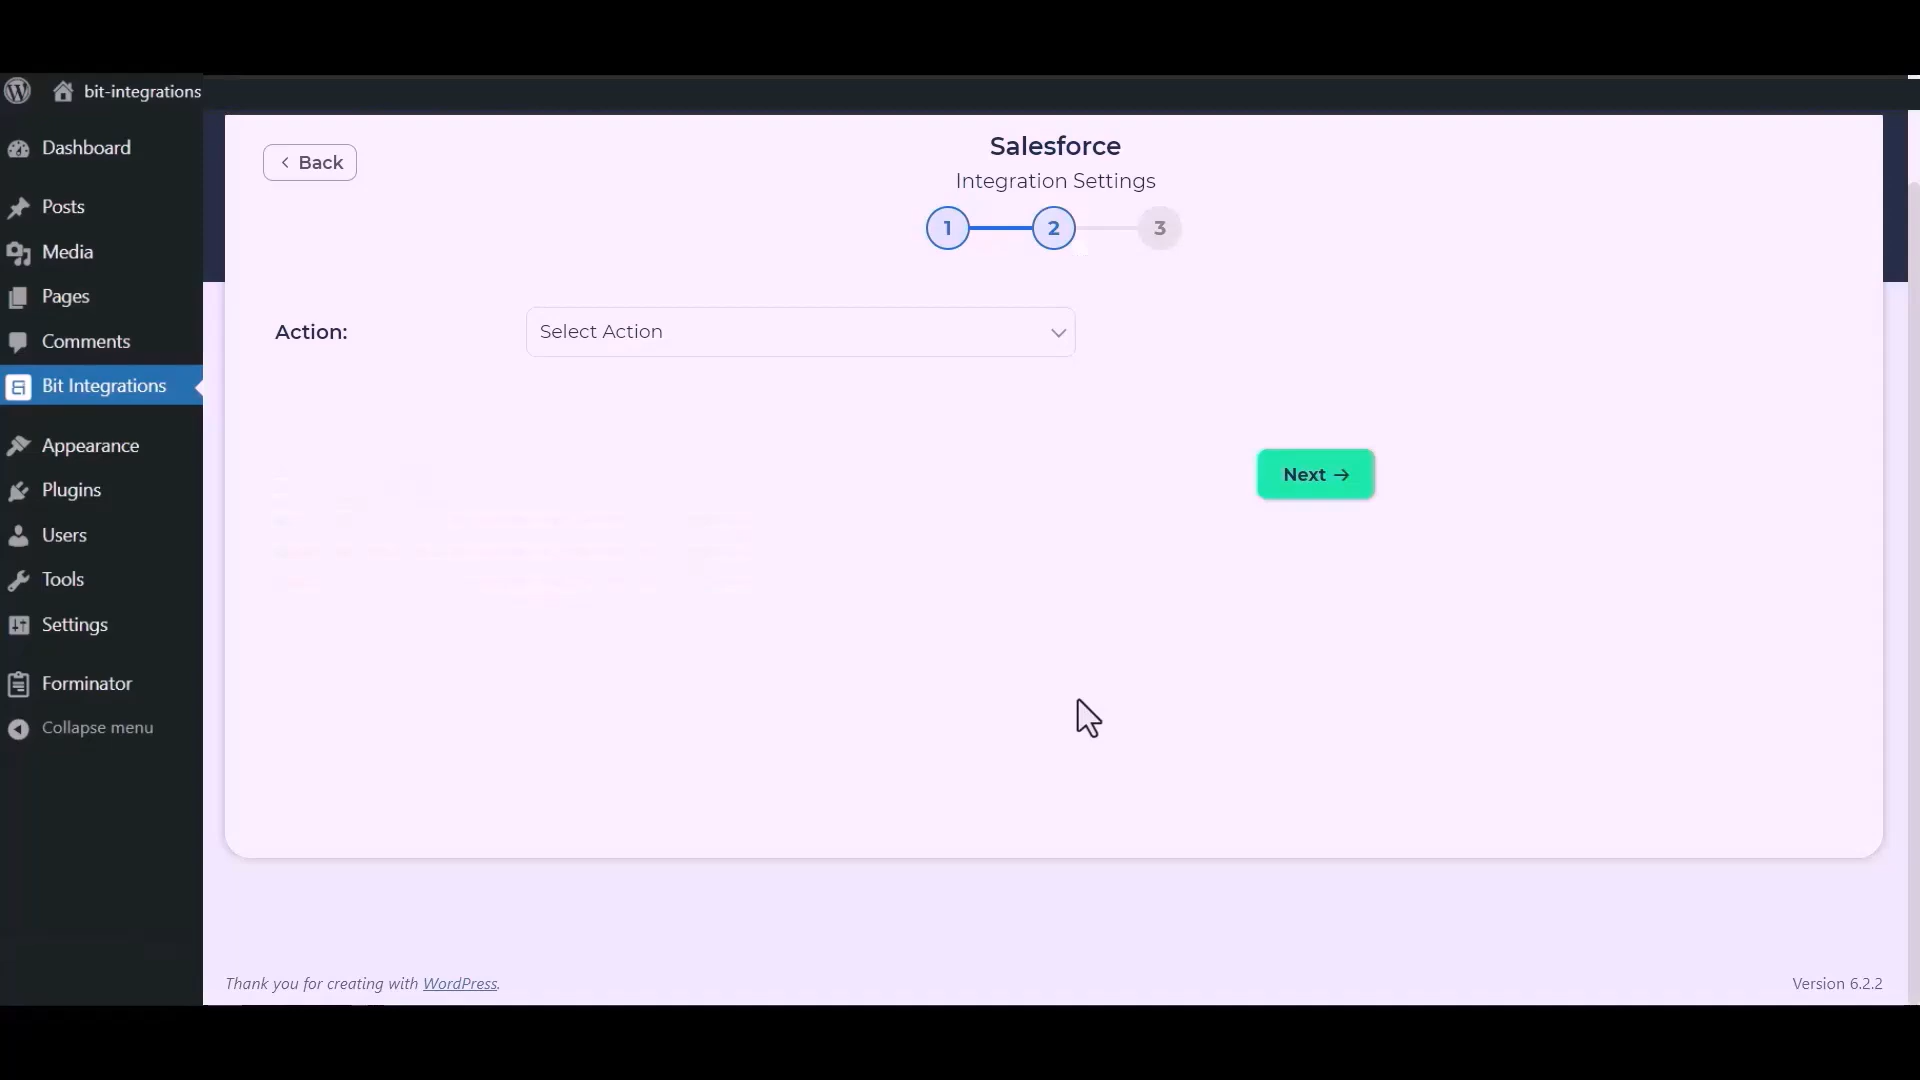 bit-integrations
Dashboard
Posts
Media
Pages
Comments
Bit Integrations
Appearance
Plugins
Users
Tools
Settings
Forminator
Collapse menu
Back
Salesforce
Integration Settings
1 2 3
Action:
Select Action
Next
Thank you for creating with WordPress.
Version 6.2.2